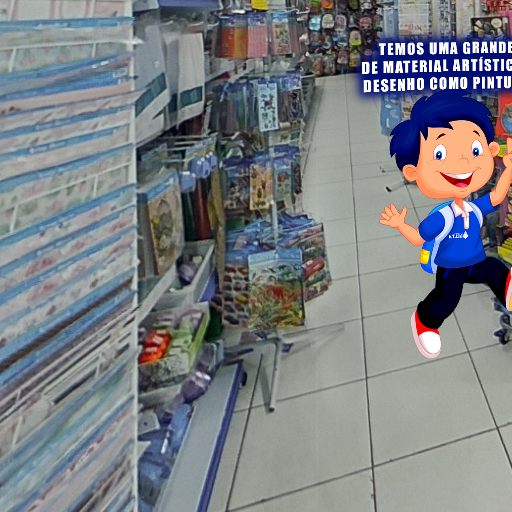 TEMOS UMA GRANDE
DE MATERIAL ARTÍSTIC
DESENHO COMO PINTU